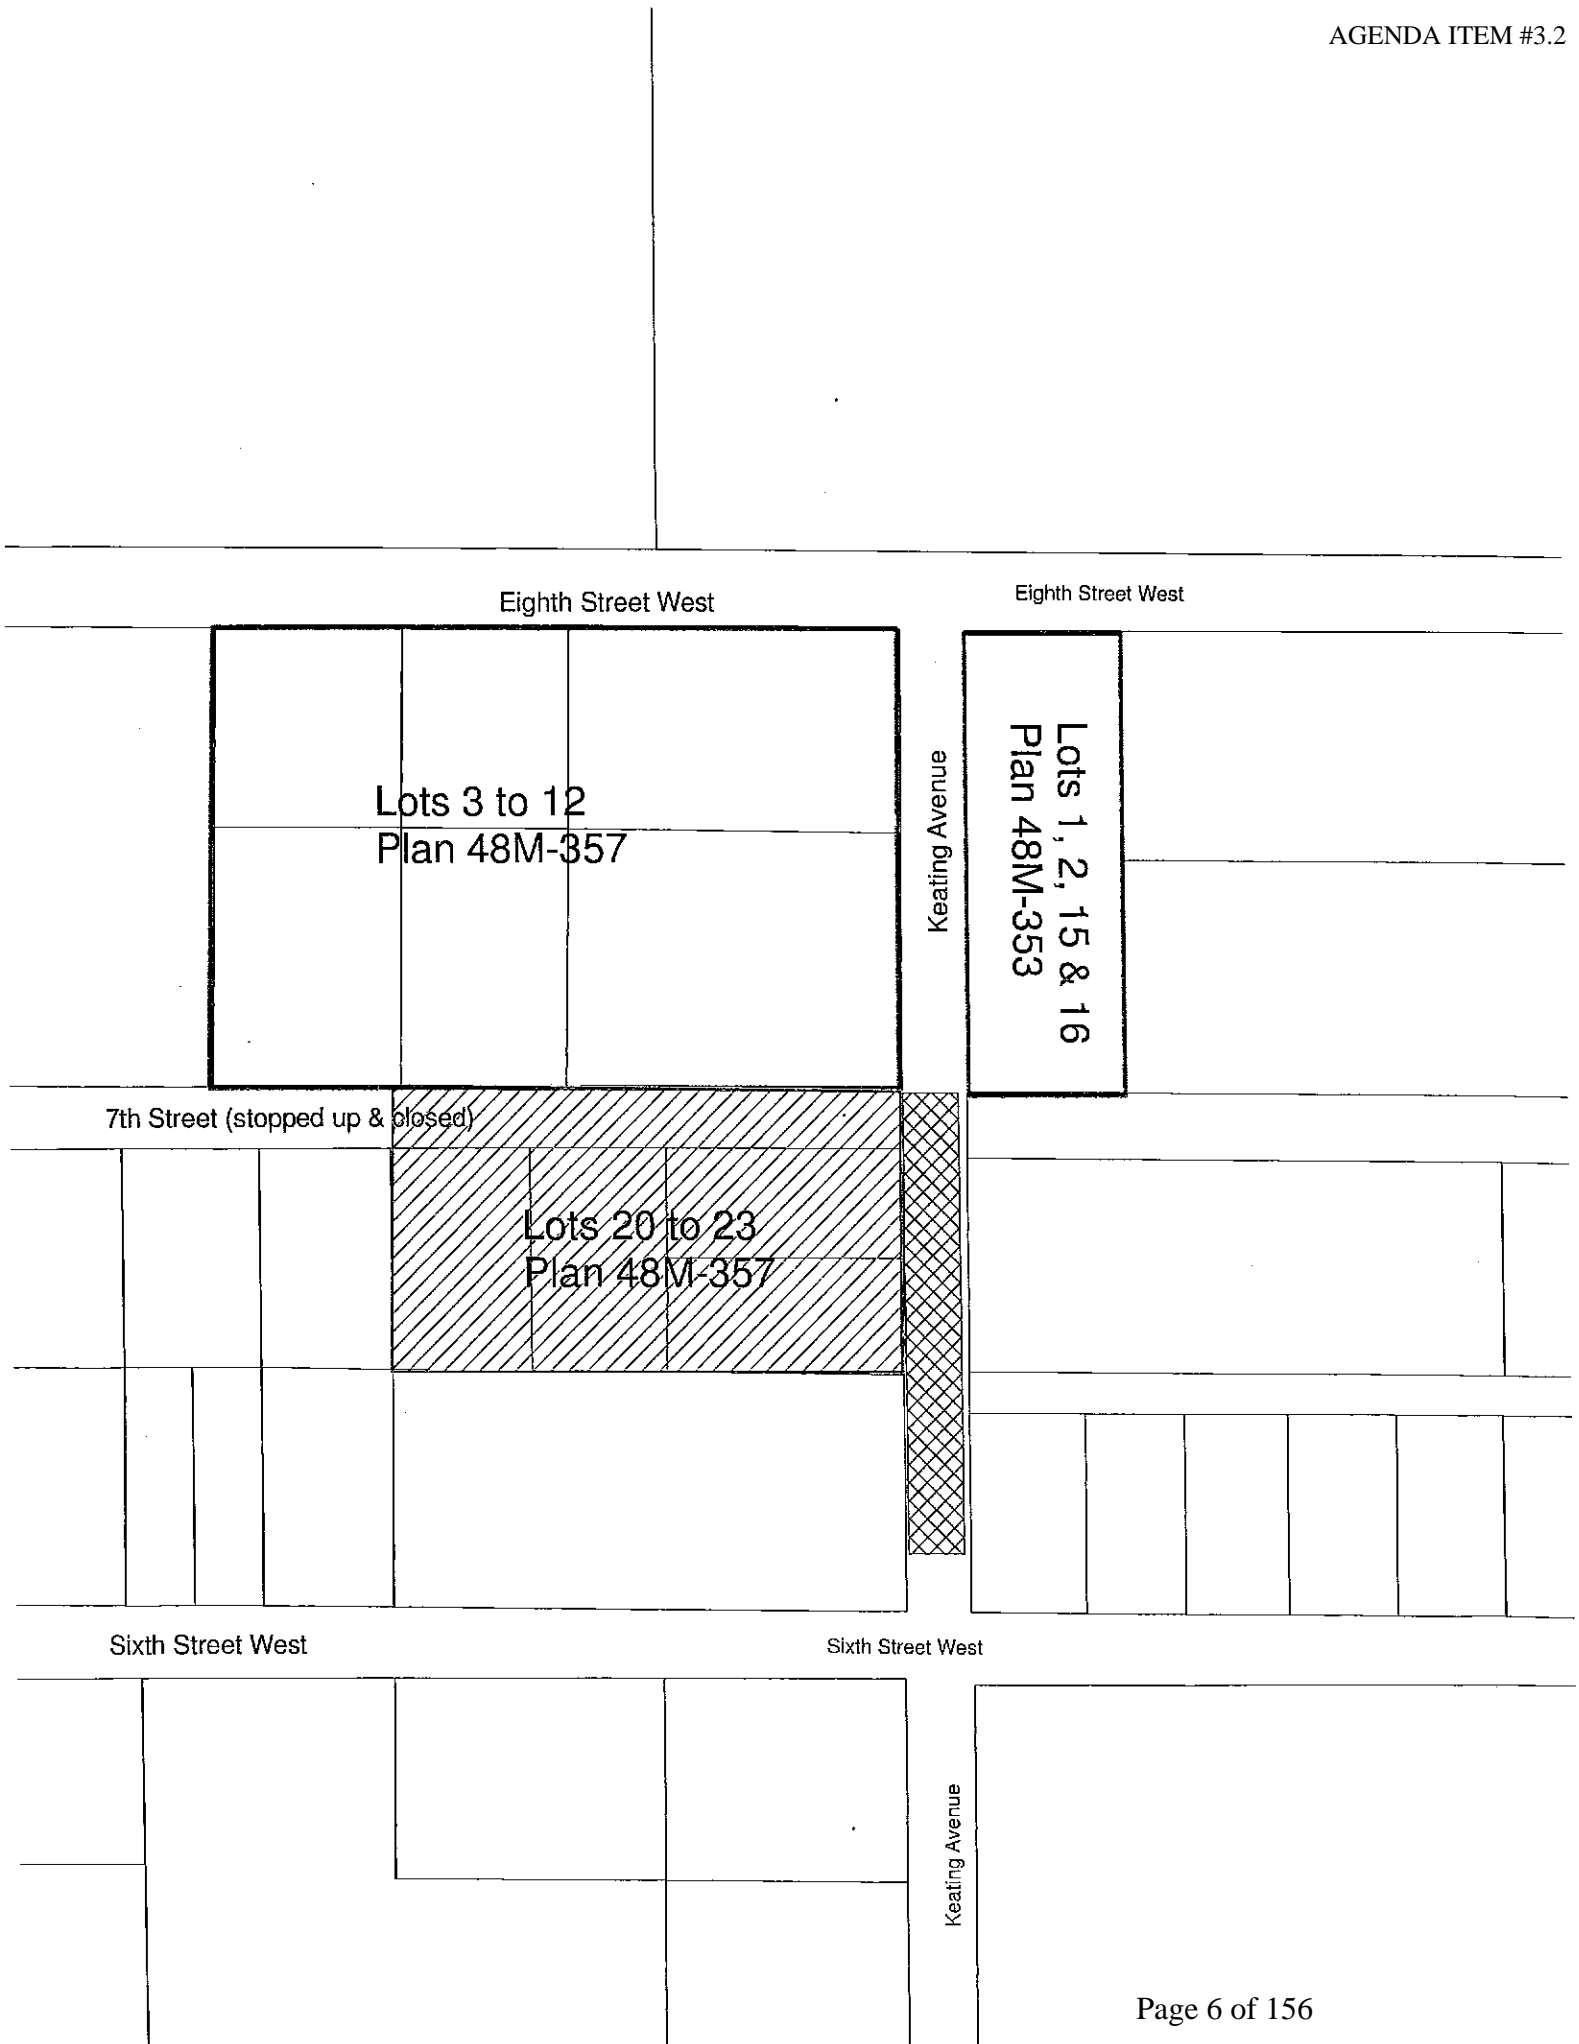 AGENDA ITEM #3.2
Eighth Street West
Eighth Street West
Lots 3 to 12
Plan 48M-357
Keating Avenue
Lots 1, 2, 15 & 16
Plan 48M-353
7th Street (stopped up & closed)
Lots 20 to 23
Plan 48M-357
Sixth Street West
Sixth Street West
Keating Avenue
Page 6 of 156